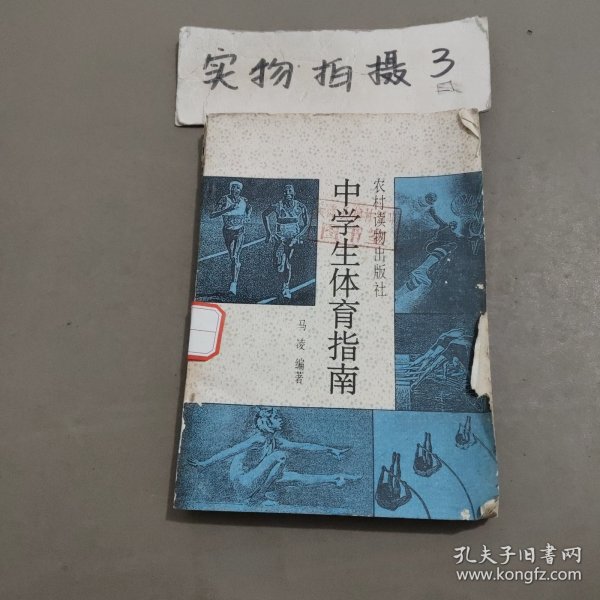 实物拍摄3
农村读物出版社
中学生体育指南
马凌 编著
孔夫子旧书网
www.kongfz.com